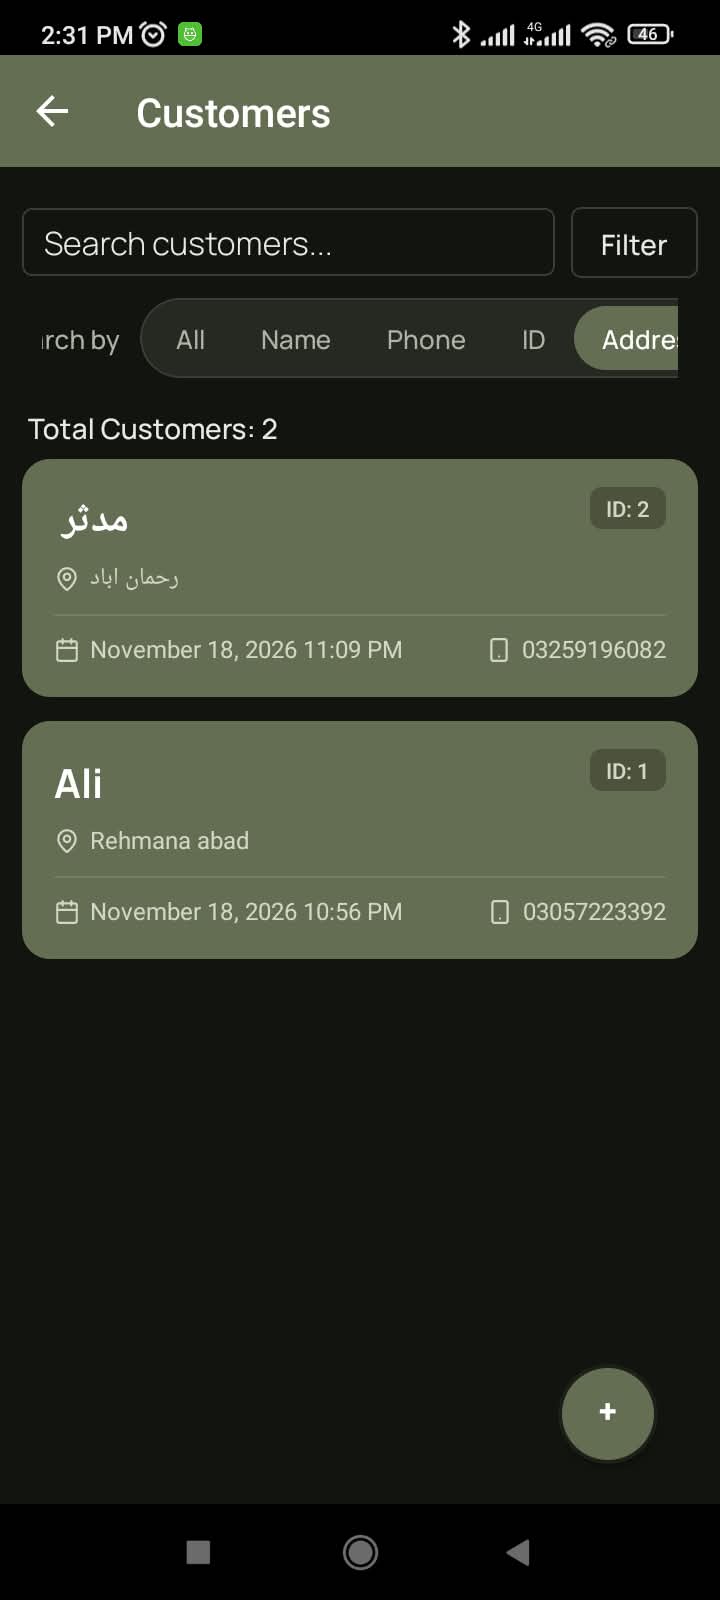 2:31 PM
4G
46
Customers
Search customers...
Filter
rch by
All
Name
Phone
ID
Addre
Total Customers: 2
مدثر
ID: 2
رحمان اباد
November 18, 2026 11:09 PM
03259196082
Ali
ID: 1
Rehmana abad
November 18, 2026 10:56 PM
03057223392
+